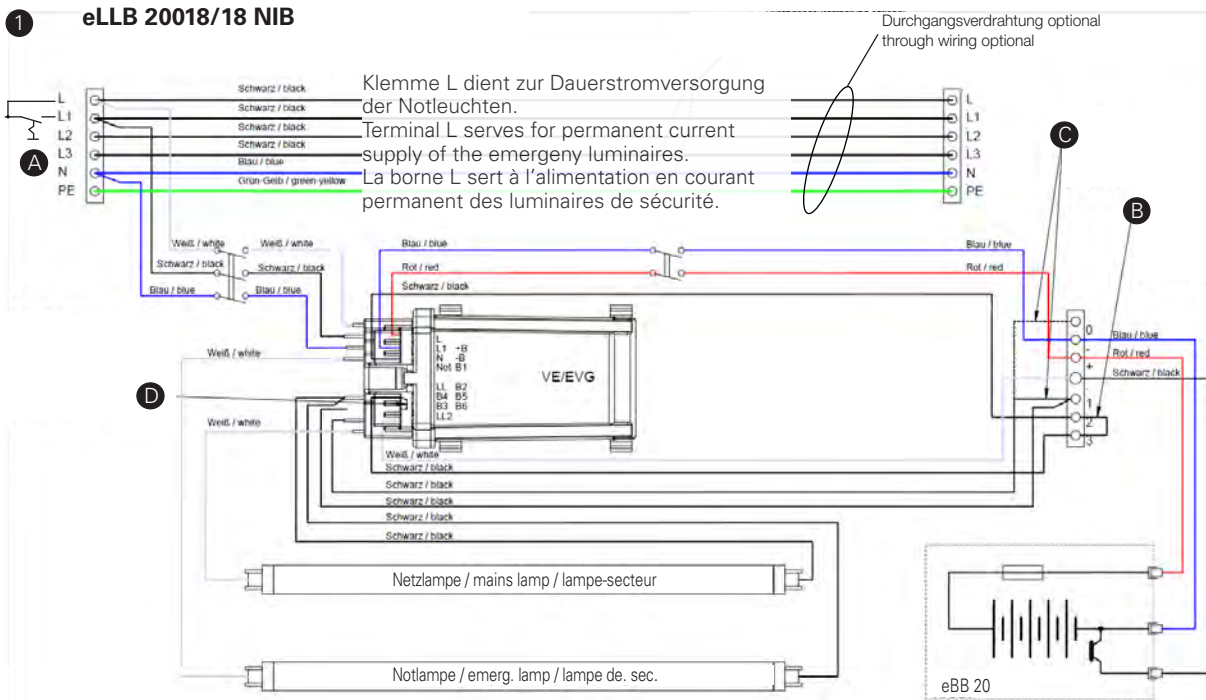 1
eLLB 20018/18 NIB
Durchgangsverdrahtung optional
through wiring optional
Klemme L dient zur Dauerstromversorgung
der Notleuchten.
Terminal L serves for permanent current
supply of the emergeny luminaires.
La borne L sert à l'alimentation en courant
permanent des luminaires de sécurité.
L
L1
L2
L3
N
PE
A
Schwarz / black
Schwarz / black
Schwarz / black
Schwarz / black
Blau / blue
Grün-Gelb / green-yellow
L
L1
L2
L3
N
PE
C
B
Weiß / white
Weiß / white
Schwarz / black
Schwarz / black
Blau / blue
Blau / blue
Blau / blue
Blau / blue
Rot / red
Rot / red
Schwarz / black
Weiß / white
L
L1 +B
N -B
Not B1
LL B2
B4 B5
B3 B6
LL2
VE/EVG
D
0
-
+
1
2
3
Blau / blue
Rot / red
Schwarz / black
Weiß / white
Weiß / white
Schwarz / black
Schwarz / black
Schwarz / black
Schwarz / black
Schwarz / black
Netzlampe / mains lamp / lampe-secteur
Notlampe / emerg. lamp / lampe de. sec.
eBB 20